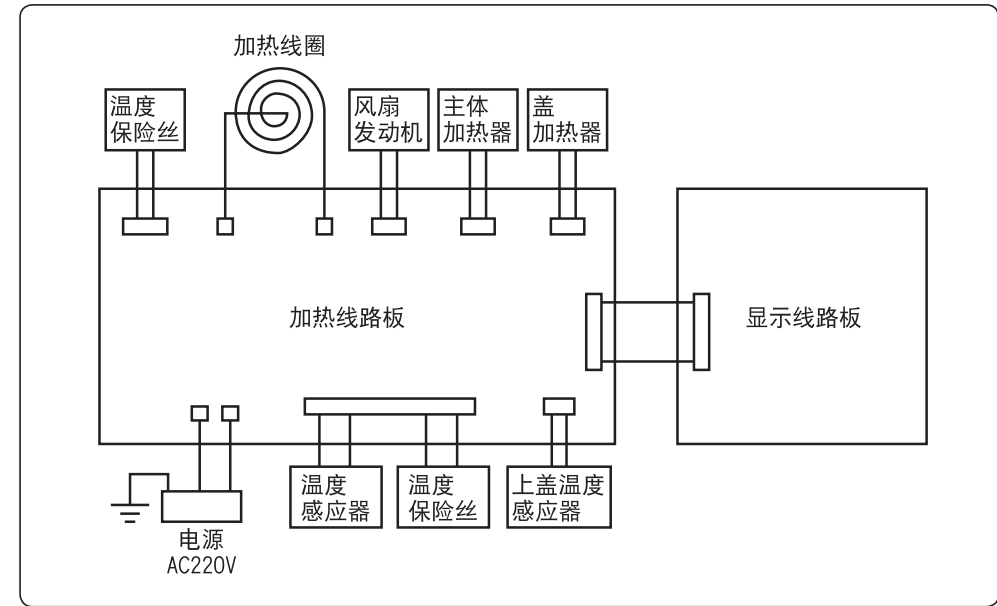 加热线圈
温度
保险丝
风扇
发动机
主体
加热器
盖
加热器
加热线路板
显示线路板
温度
感应器
温度
保险丝
上盖温度
感应器
电源
AC220V